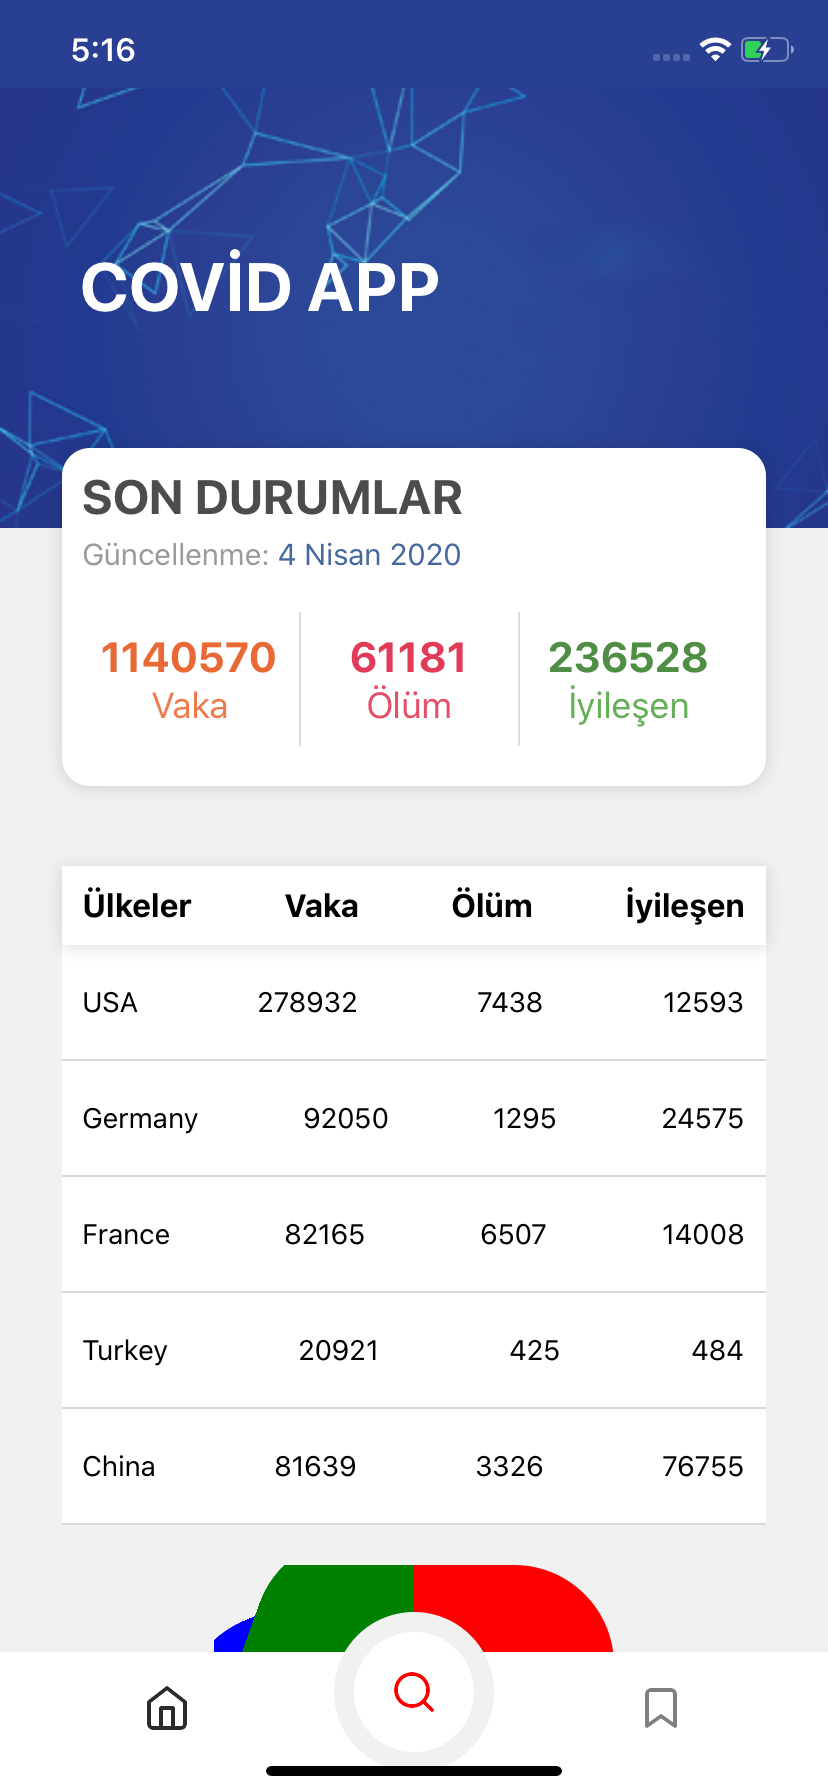 5:16
COVİD APP
SON DURUMLAR
Güncellenme: 4 Nisan 2020
1140570 61181 236528
Vaka Ölüm İyileşen
Ülkeler Vaka Ölüm İyileşen
USA 278932 7438 12593
Germany 92050 1295 24575
France 82165 6507 14008
Turkey 20921 425 484
China 81639 3326 76755